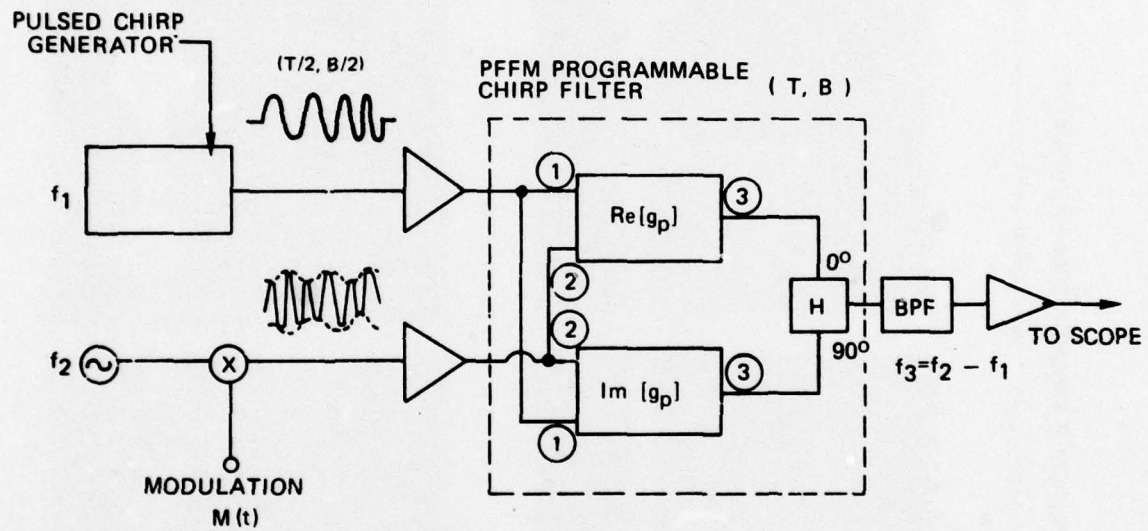 PULSED CHIRP
GENERATOR
(T/2, B/2)
PFFM PROGRAMMABLE
CHIRP FILTER
(T, B)
f1
1
Re[gp]
3
2
0°
H
BPF
TO SCOPE
90°
f3=f2 - f1
f2
X
2
Im [gp]
3
1
MODULATION
M(t)